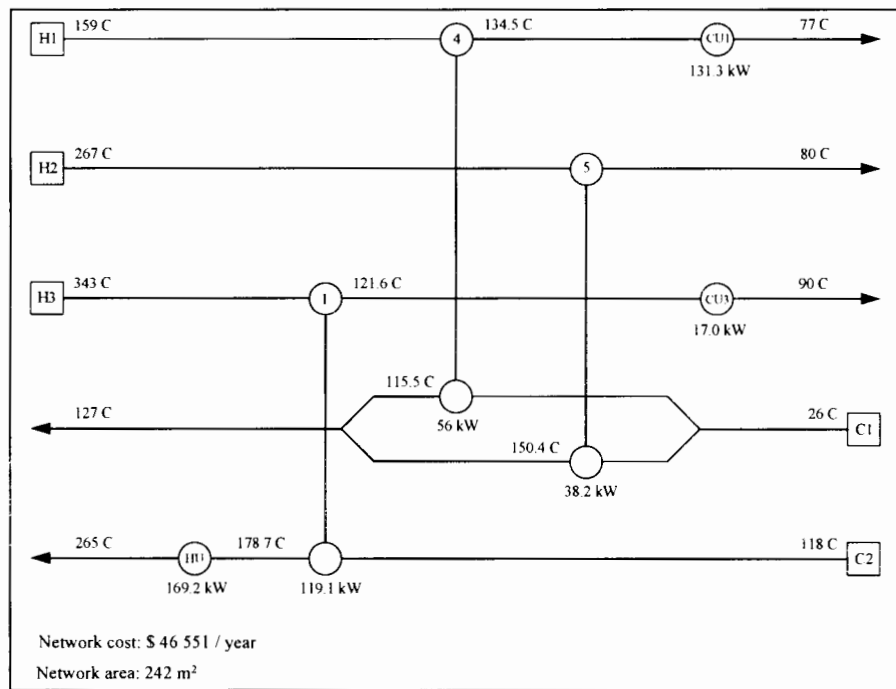 H1 159 C 4 134.5 C CU1 77 C
131.3 kW
H2 267 C 5 80 C
H3 343 C 1 121.6 C CU3 90 C
17.0 kW
115.5 C
127 C 56 kW 26 C C1
150.4 C
38.2 kW
265 C HU 178 7 C 118 C C2
169.2 kW 119.1 kW
Network cost: $ 46 551 / year
Network area: 242 m²